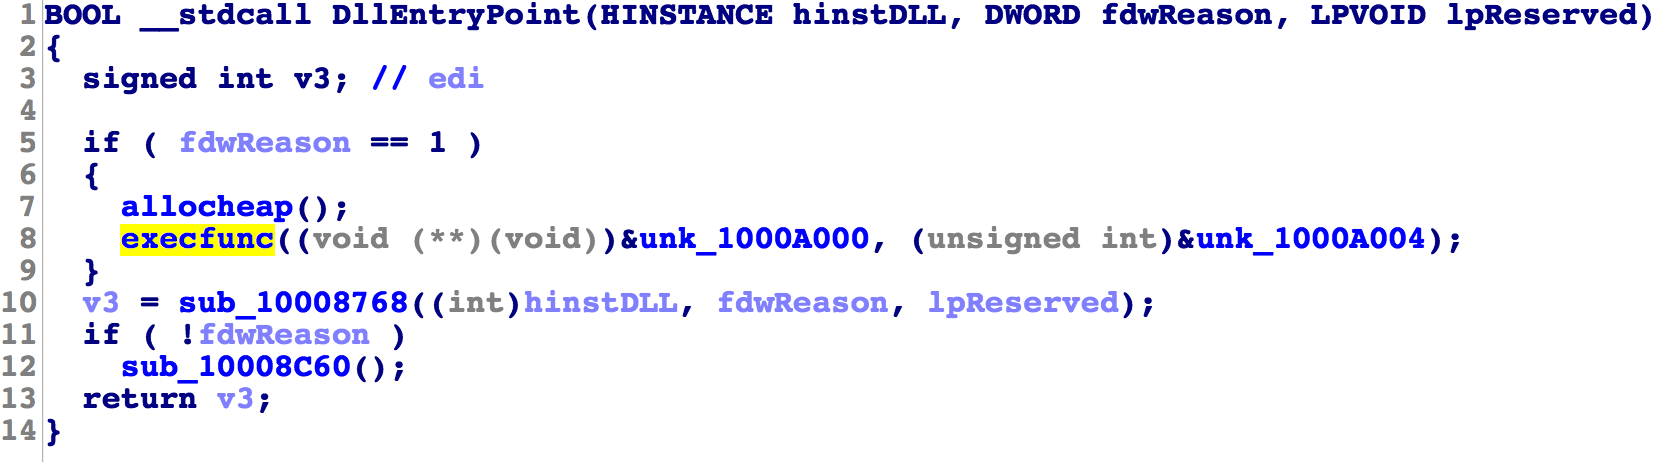 1 BOOL __stdcall DllEntryPoint(HINSTANCE hinstDLL, DWORD fdwReason, LPVOID lpReserved)
2 {
3   signed int v3; // edi
4
5   if ( fdwReason == 1 )
6   {
7     allocheap();
8     execfunc((void (**)(void))&unk_1000A000, (unsigned int)&unk_1000A004);
9   }
10   v3 = sub_10008768((int)hinstDLL, fdwReason, lpReserved);
11   if ( !fdwReason )
12     sub_10008C60();
13   return v3;
14 }